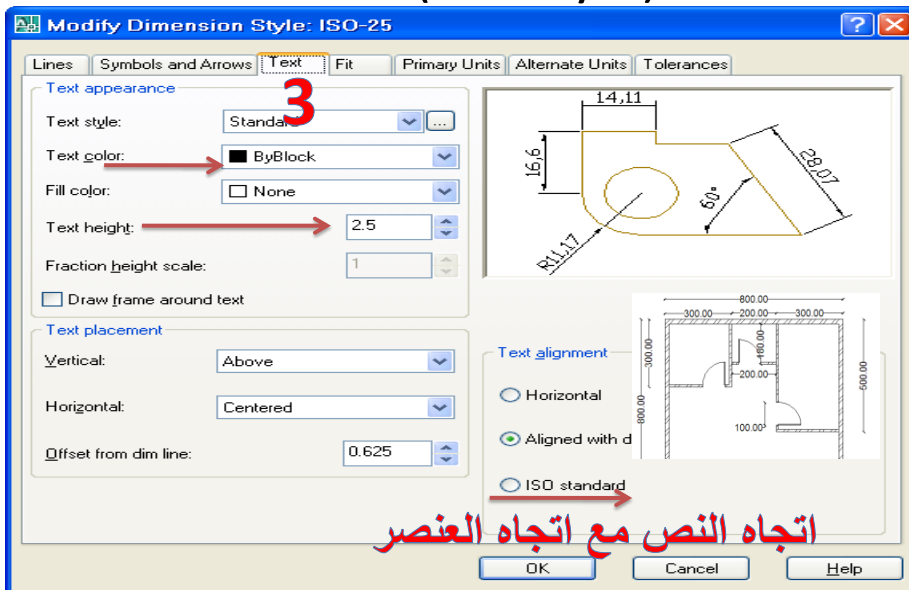 Modify Dimension Style: ISO-25
Lines Symbols and Arrows Text Fit Primary Units Alternate Units Tolerances
3
Text appearance
Text style: Standard ...
Text color: ByBlock
Fill color: None
Text height: 2.5
Fraction height scale: 1
Draw frame around text
14,11
16,6
28,07
60°
R11,17
Text placement
Vertical: Above
Horizontal: Centered
Offset from dim line: 0.625
800.00
300.00 200.00 300.00
300.00
180.00
200.00
600.00
800.00
100.00
Text alignment
Horizontal
Aligned with d
ISO standard
اتجاه النص مع اتجاه العنصر
OK Cancel Help